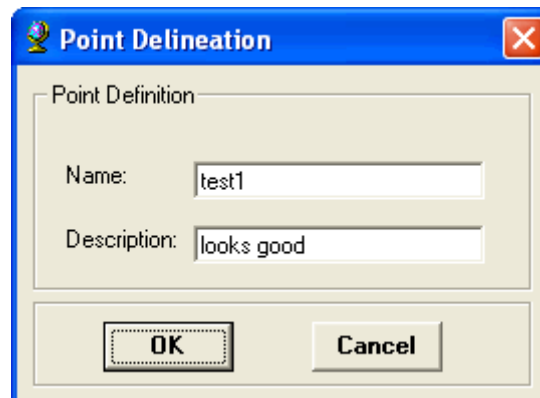 Point Delineation
Point Definition
Name: test1
Description: looks good
OK Cancel